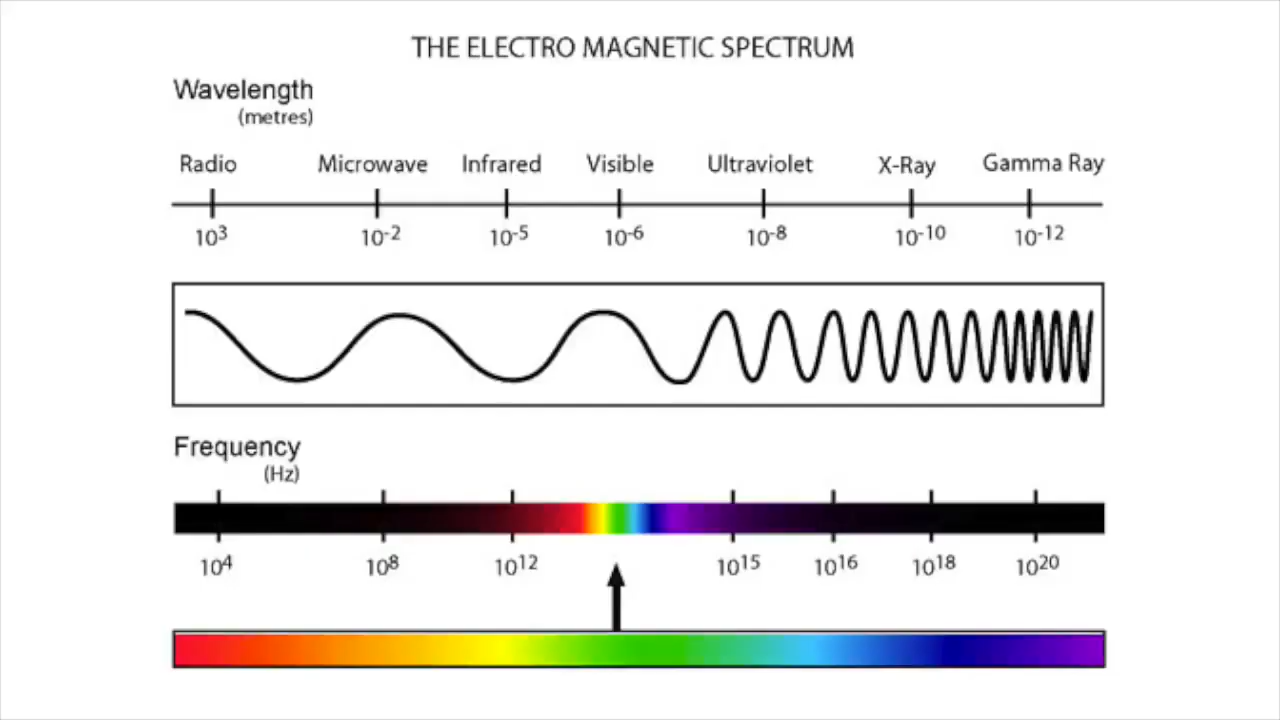 THE ELECTRO MAGNETIC SPECTRUM
Wavelength
(metres)
Radio Microwave Infrared Visible Ultraviolet X-Ray Gamma Ray
10³ 10⁻² 10⁻⁵ 10⁻⁶ 10⁻⁸ 10⁻¹⁰ 10⁻¹²
Frequency
(Hz)
10⁴ 10⁸ 10¹² 10¹⁵ 10¹⁶ 10¹⁸ 10²⁰